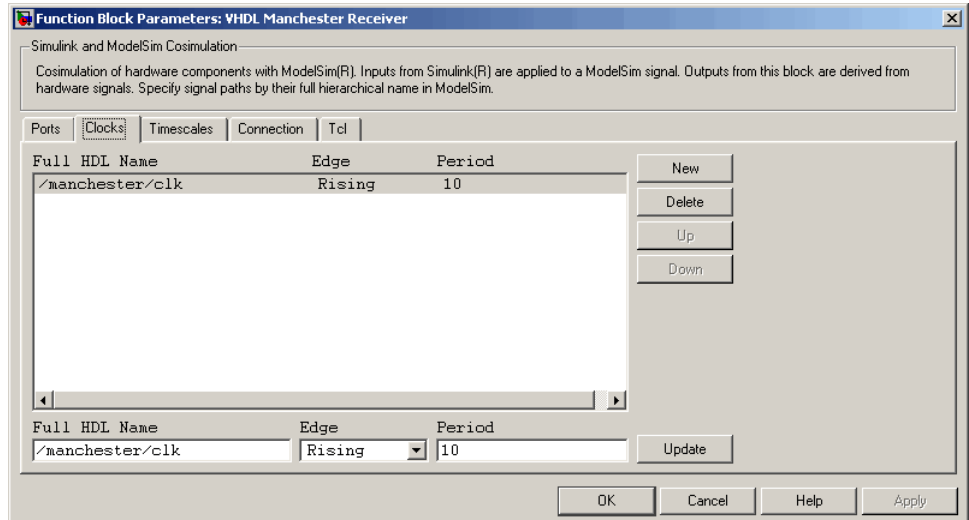 Function Block Parameters: VHDL Manchester Receiver
Simulink and ModelSim Cosimulation
Cosimulation of hardware components with ModelSim(R). Inputs from Simulink(R) are applied to a ModelSim signal. Outputs from this block are derived from
hardware signals. Specify signal paths by their full hierarchical name in ModelSim.
Ports Clocks Timescales Connection Tcl
Full HDL Name Edge Period
/manchester/clk Rising 10
New
Delete
Up
Down
Full HDL Name Edge Period
/manchester/clk Rising 10 Update
OK Cancel Help Apply